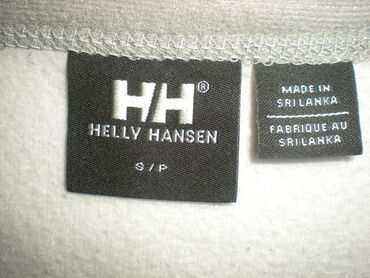 HH®
HELLY HANSEN
S/P
MADE IN
SRI LANKA
FABRIQUE AU
SRI LANKA